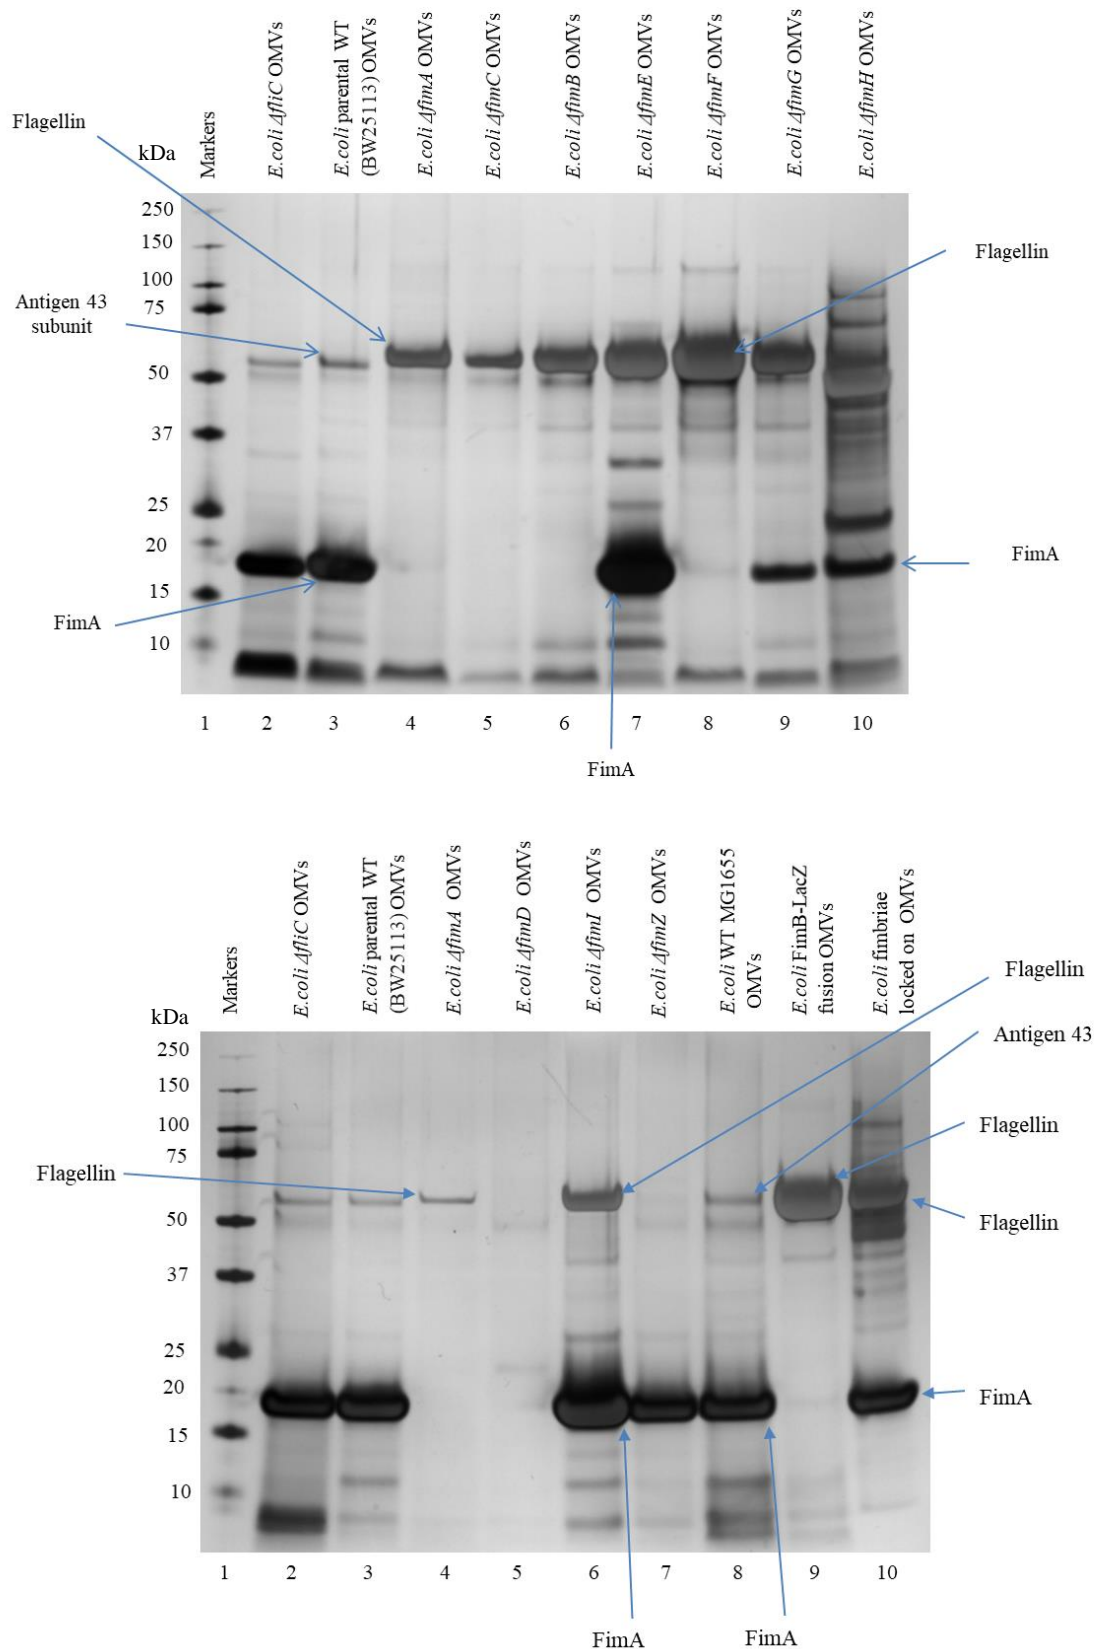 Markers
E.coli ΔfliC OMVs
E.coli parental WT
(BW25113) OMVs
E.coli ΔfimA OMVs
E.coli ΔfimC OMVs
E.coli ΔfimB OMVs
E.coli ΔfimE OMVs
E.coli ΔfimF OMVs
E.coli ΔfimG OMVs
E.coli ΔfimH OMVs
Flagellin
kDa
250
150
100
75
50
37
25
20
15
10
Flagellin
Antigen 43
subunit
FimA
FimA
1 2 3 4 5 6 7 8 9 10
FimA
Markers
E.coli ΔfliC OMVs
E.coli parental WT
(BW25113) OMVs
E.coli ΔfimA OMVs
E.coli ΔfimD OMVs
E.coli ΔfimI OMVs
E.coli ΔfimZ OMVs
E.coli WT MG1655
OMVs
E.coli FimB-LacZ
fusion OMVs
E.coli fimbriae
locked on OMVs
kDa
250
150
100
75
50
37
25
20
15
10
Flagellin
Antigen 43
Flagellin
Flagellin
Flagellin
FimA
1 2 3 4 5 6 7 8 9 10
FimA
FimA